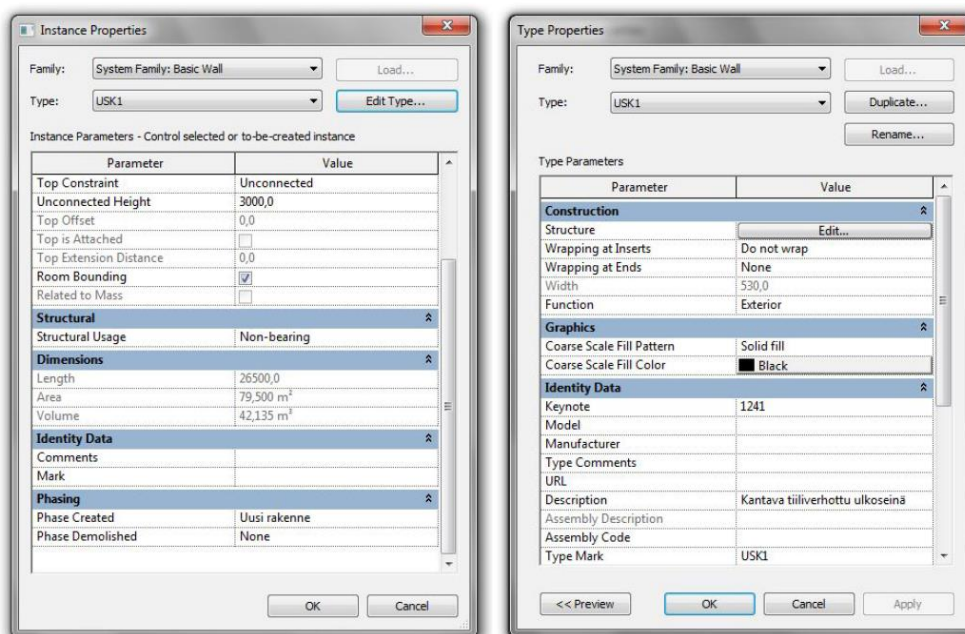 Instance Properties
Family: System Family: Basic Wall Load...
Type: USK1 Edit Type...
Instance Parameters - Control selected or to-be-created instance
Parameter Value
Top Constraint Unconnected
Unconnected Height 3000,0
Top Offset 0,0
Top is Attached
Top Extension Distance 0,0
Room Bounding
Related to Mass
Structural
Structural Usage Non-bearing
Dimensions
Length 26500,0
Area 79,500 m²
Volume 42,135 m³
Identity Data
Comments
Mark
Phasing
Phase Created Uusi rakenne
Phase Demolished None
OK Cancel
Type Properties
Family: System Family: Basic Wall Load...
Type: USK1 Duplicate...
Rename...
Type Parameters
Parameter Value
Construction
Structure Edit...
Wrapping at Inserts Do not wrap
Wrapping at Ends None
Width 530,0
Function Exterior
Graphics
Coarse Scale Fill Pattern Solid fill
Coarse Scale Fill Color Black
Identity Data
Keynote 1241
Model
Manufacturer
Type Comments
URL
Description Kantava tiiliverhottu ulkoseinä
Assembly Description
Assembly Code
Type Mark USK1
<< Preview OK Cancel Apply